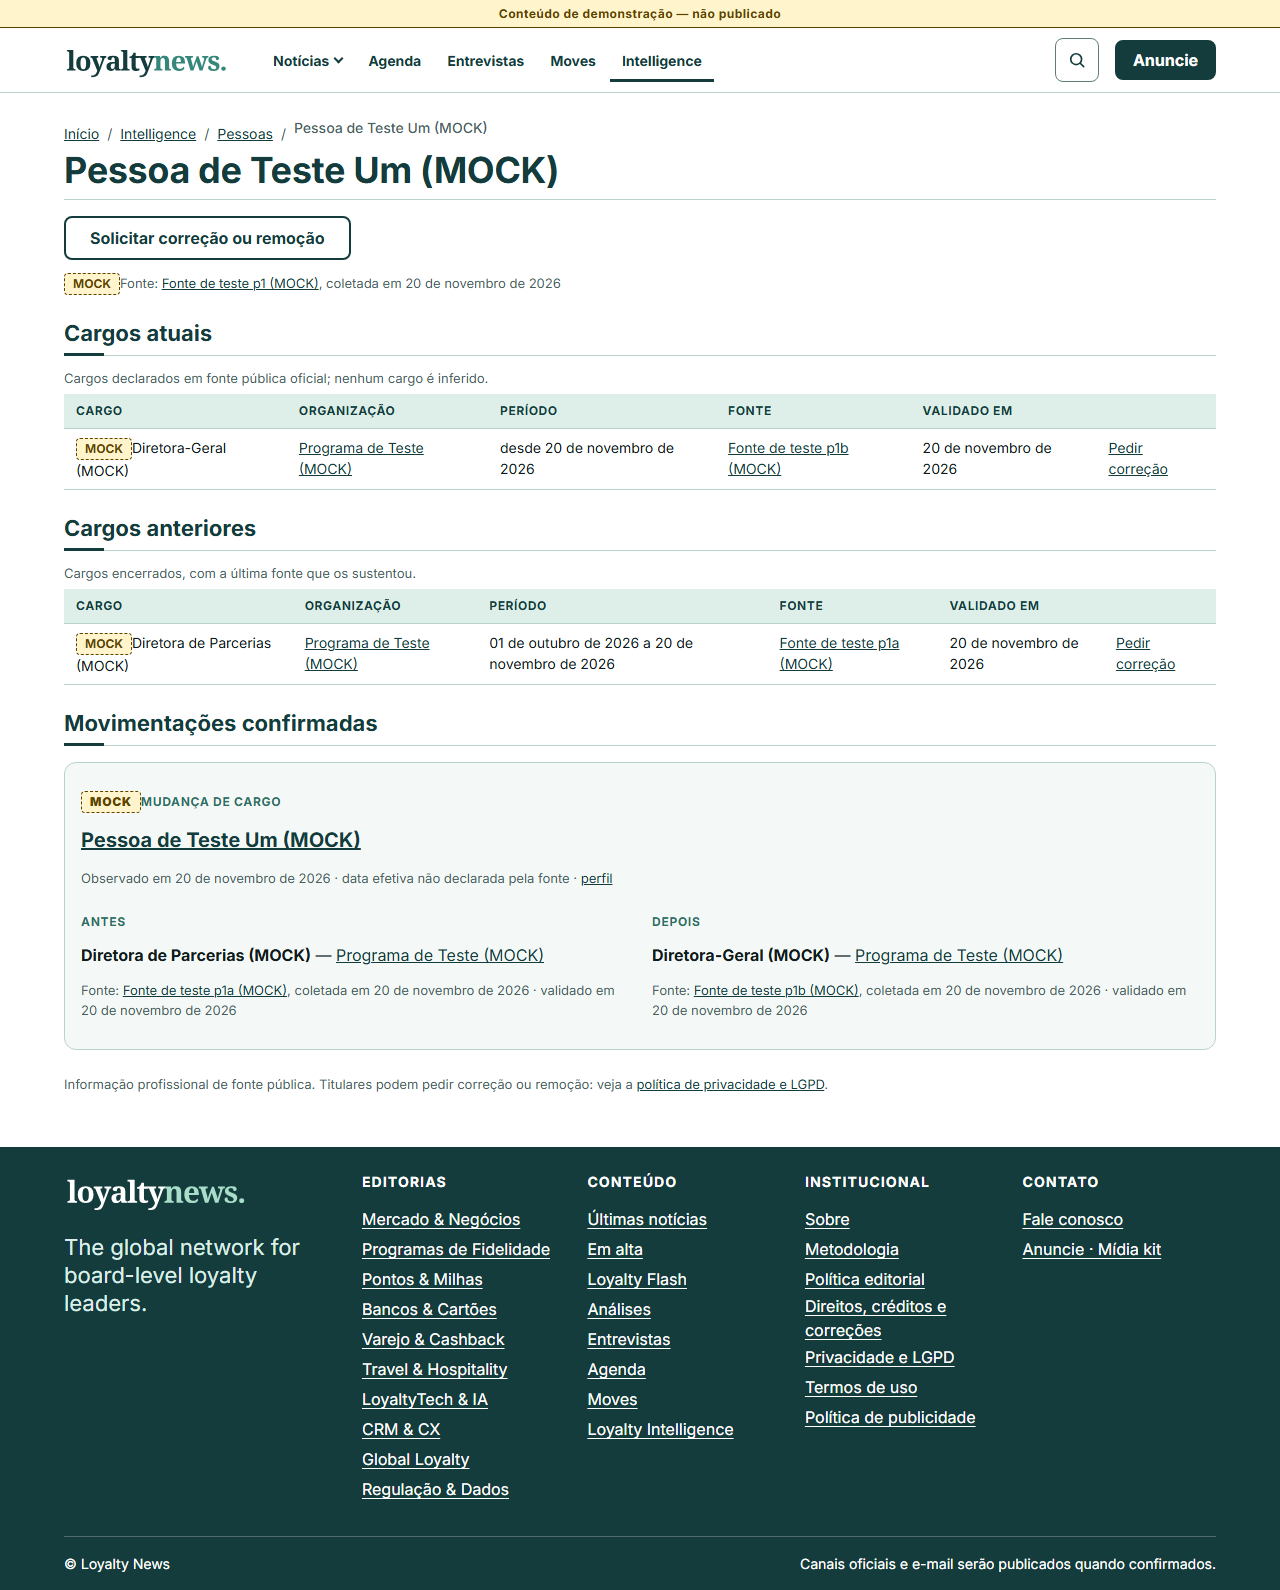 Conteúdo de demonstração — não publicado
loyaltynews.
Notícias
Agenda
Entrevistas
Moves
Intelligence
Anuncie
Início / Intelligence / Pessoas / Pessoa de Teste Um (MOCK)
Pessoa de Teste Um (MOCK)
Solicitar correção ou remoção
MOCK Fonte: Fonte de teste p1 (MOCK), coletada em 20 de novembro de 2026
Cargos atuais
Cargos declarados em fonte pública oficial; nenhum cargo é inferido.
CARGO ORGANIZAÇÃO PERÍODO FONTE VALIDADO EM
MOCK Diretora-Geral Programa de Teste desde 20 de novembro de Fonte de teste p1b 20 de novembro de Pedir
(MOCK) (MOCK) 2026 (MOCK) 2026 correção
Cargos anteriores
Cargos encerrados, com a última fonte que os sustentou.
CARGO ORGANIZAÇÃO PERÍODO FONTE VALIDADO EM
MOCK Diretora de Parcerias Programa de Teste 01 de outubro de 2026 a 20 de Fonte de teste p1a 20 de novembro de Pedir
(MOCK) (MOCK) novembro de 2026 (MOCK) 2026 correção
Movimentações confirmadas
MOCK MUDANÇA DE CARGO
Pessoa de Teste Um (MOCK)
Observado em 20 de novembro de 2026 · data efetiva não declarada pela fonte · perfil
ANTES
Diretora de Parcerias (MOCK) — Programa de Teste (MOCK)
Fonte: Fonte de teste p1a (MOCK), coletada em 20 de novembro de 2026 · validado em
20 de novembro de 2026
DEPOIS
Diretora-Geral (MOCK) — Programa de Teste (MOCK)
Fonte: Fonte de teste p1b (MOCK), coletada em 20 de novembro de 2026 · validado em
20 de novembro de 2026
Informação profissional de fonte pública. Titulares podem pedir correção ou remoção: veja a política de privacidade e LGPD.
loyaltynews.
The global network for
board-level loyalty
leaders.
EDITORIAS
Mercado & Negócios
Programas de Fidelidade
Pontos & Milhas
Bancos & Cartões
Varejo & Cashback
Travel & Hospitality
LoyaltyTech & IA
CRM & CX
Global Loyalty
Regulação & Dados
CONTEÚDO
Últimas notícias
Em alta
Loyalty Flash
Análises
Entrevistas
Agenda
Moves
Loyalty Intelligence
INSTITUCIONAL
Sobre
Metodologia
Política editorial
Direitos, créditos e
correções
Privacidade e LGPD
Termos de uso
Política de publicidade
CONTATO
Fale conosco
Anuncie · Mídia kit
© Loyalty News
Canais oficiais e e-mail serão publicados quando confirmados.